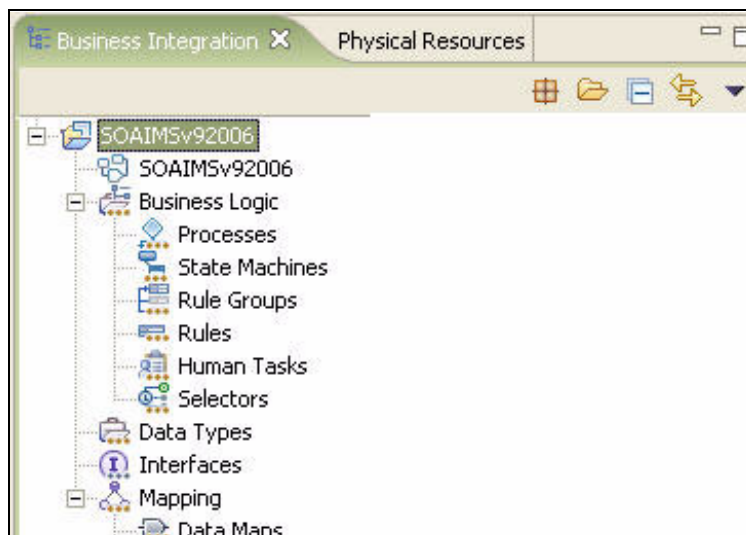 Business Integration Physical Resources
SOAIMSv92006
SOAIMSv92006
Business Logic
Processes
State Machines
Rule Groups
Rules
Human Tasks
Selectors
Data Types
Interfaces
Mapping
Data Maps